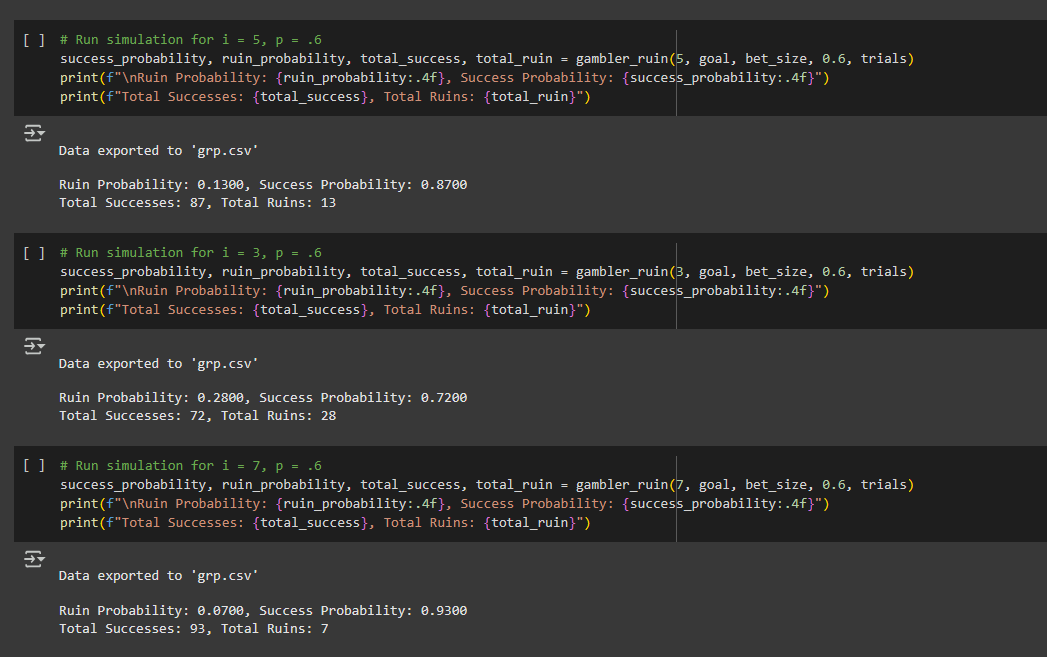 [ ] # Run simulation for i = 5, p = .6
success_probability, ruin_probability, total_success, total_ruin = gambler_ruin(5, goal, bet_size, 0.6, trials)
print(f"\nRuin Probability: {ruin_probability:.4f}, Success Probability: {success_probability:.4f}")
print(f"Total Successes: {total_success}, Total Ruins: {total_ruin}")
Data exported to 'grp.csv'
Ruin Probability: 0.1300, Success Probability: 0.8700
Total Successes: 87, Total Ruins: 13
[ ] # Run simulation for i = 3, p = .6
success_probability, ruin_probability, total_success, total_ruin = gambler_ruin(3, goal, bet_size, 0.6, trials)
print(f"\nRuin Probability: {ruin_probability:.4f}, Success Probability: {success_probability:.4f}")
print(f"Total Successes: {total_success}, Total Ruins: {total_ruin}")
Data exported to 'grp.csv'
Ruin Probability: 0.2800, Success Probability: 0.7200
Total Successes: 72, Total Ruins: 28
[ ] # Run simulation for i = 7, p = .6
success_probability, ruin_probability, total_success, total_ruin = gambler_ruin(7, goal, bet_size, 0.6, trials)
print(f"\nRuin Probability: {ruin_probability:.4f}, Success Probability: {success_probability:.4f}")
print(f"Total Successes: {total_success}, Total Ruins: {total_ruin}")
Data exported to 'grp.csv'
Ruin Probability: 0.0700, Success Probability: 0.9300
Total Successes: 93, Total Ruins: 7